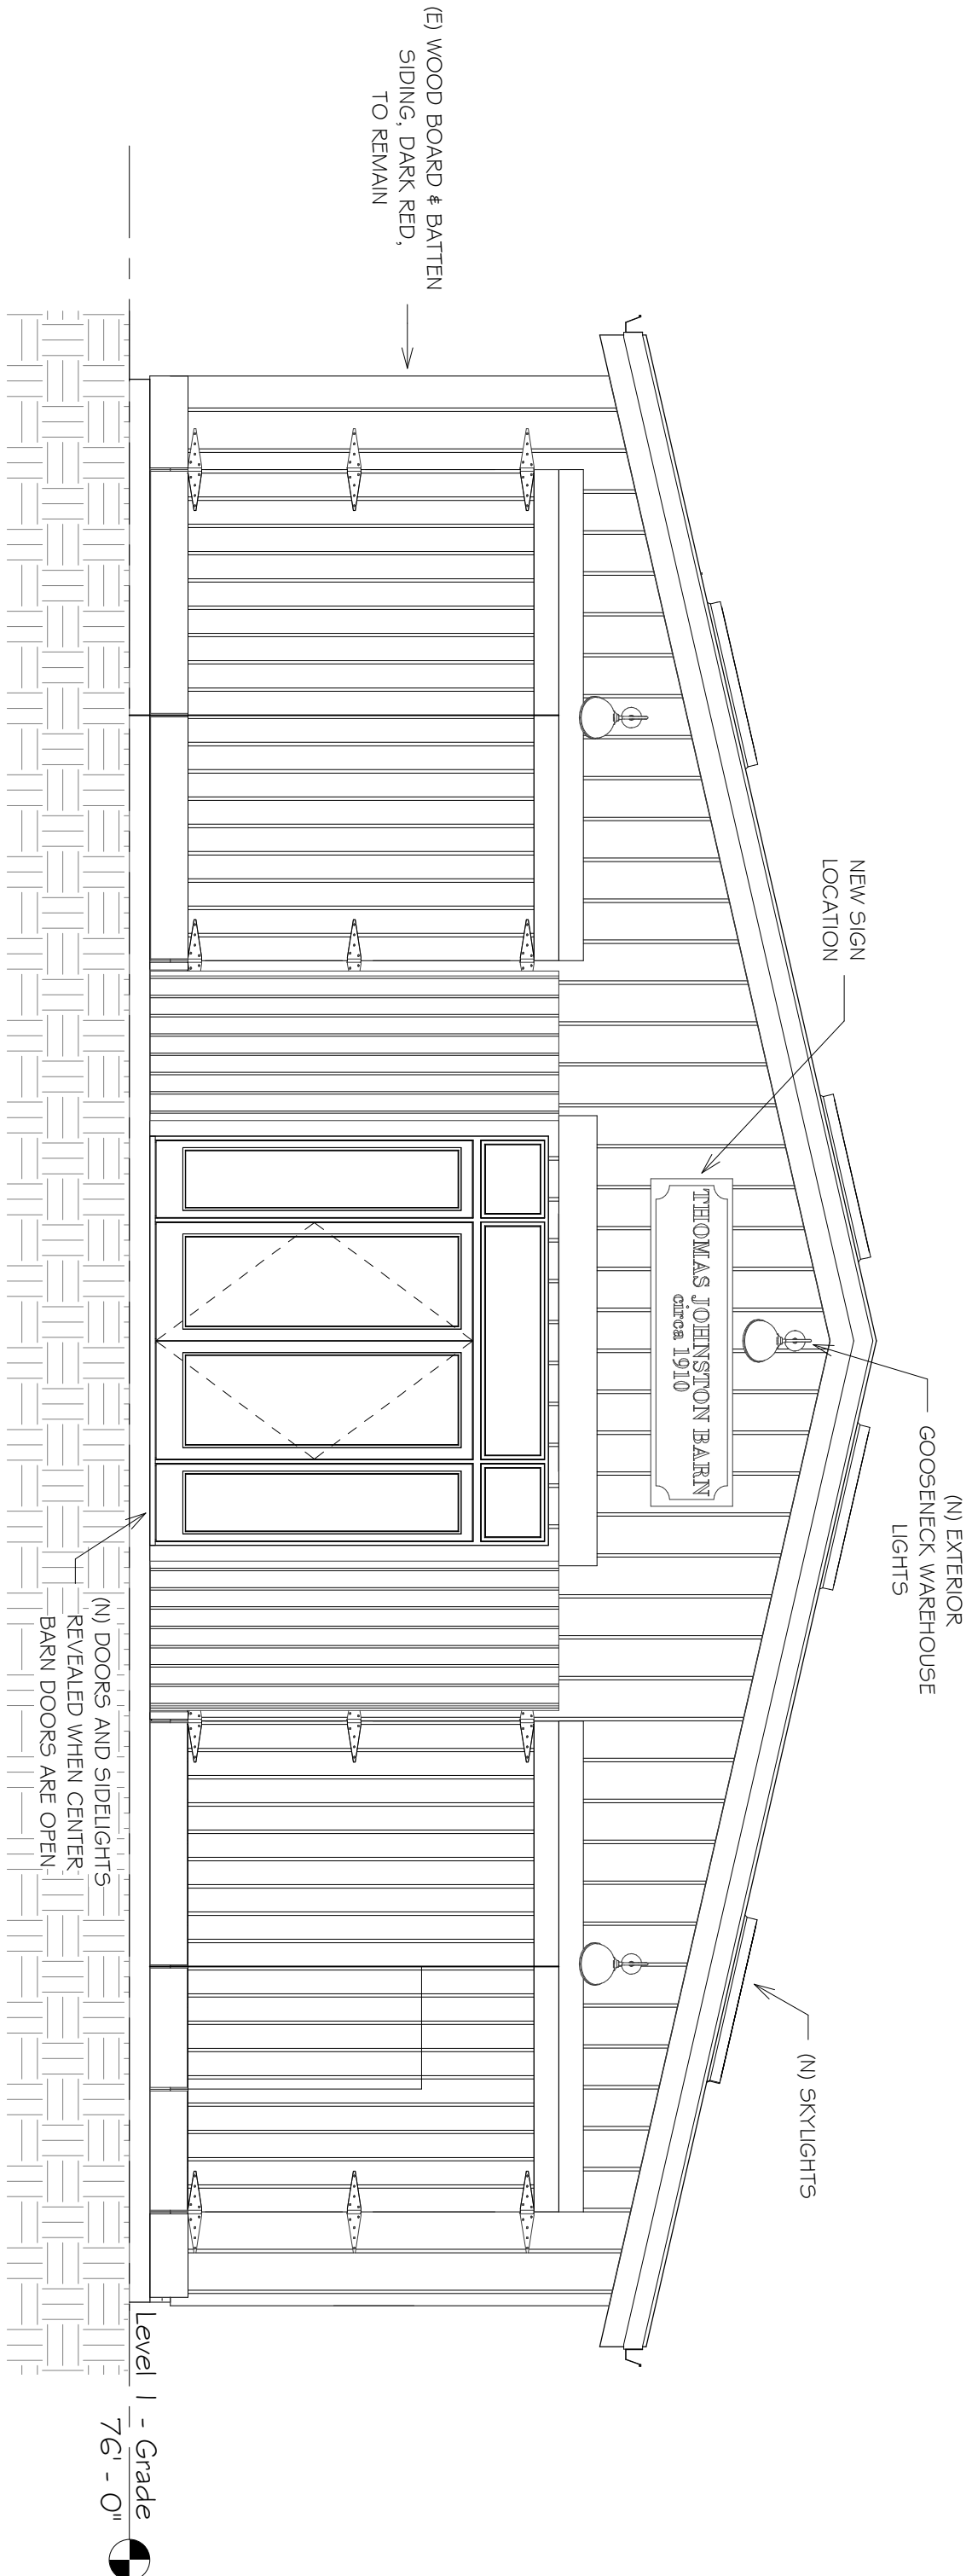 (E) WOOD BOARD & BATTEN
SIDING, DARK RED,
TO REMAIN
NEW SIGN
LOCATION
THOMAS JOHNSTON BARN
circa 1910
(N) EXTERIOR
GOOSENECK WAREHOUSE
LIGHTS
(N) SKYLIGHTS
(N) DOORS AND SIDELIGHTS
REVEALED WHEN CENTER
BARN DOORS ARE OPEN
Level 1 - Grade
76' - 0"